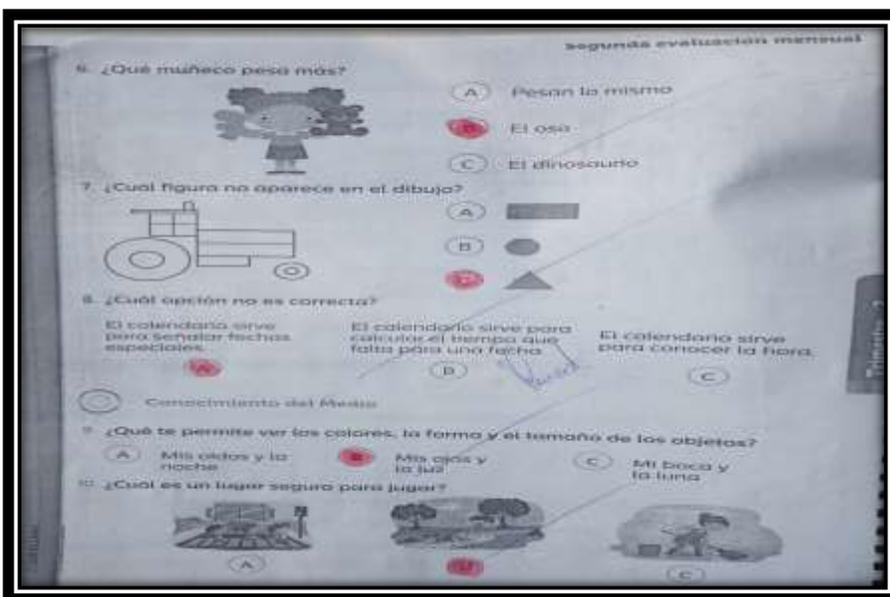 Segunda evaluación mensual
6. ¿Qué muñeco pesa más?
A Pesan lo mismo
B El oso
C El dinosaurio
7. ¿Cuál figura no aparece en el dibujo?
A
B
C
8. ¿Cuál opción no es correcta?
El calendario sirve para señalar fechas especiales.
A
El calendario sirve para calcular el tiempo que falta para una fecha
B
El calendario sirve para conocer la hora.
C
Trimestre 2
Conocimiento del Medio
9. ¿Qué te permite ver los colores, la forma y el tamaño de los objetos?
A Mis oídos y la noche
B Mis ojos y la luz
C Mi boca y la luna
10. ¿Cuál es un lugar seguro para jugar?
A
C